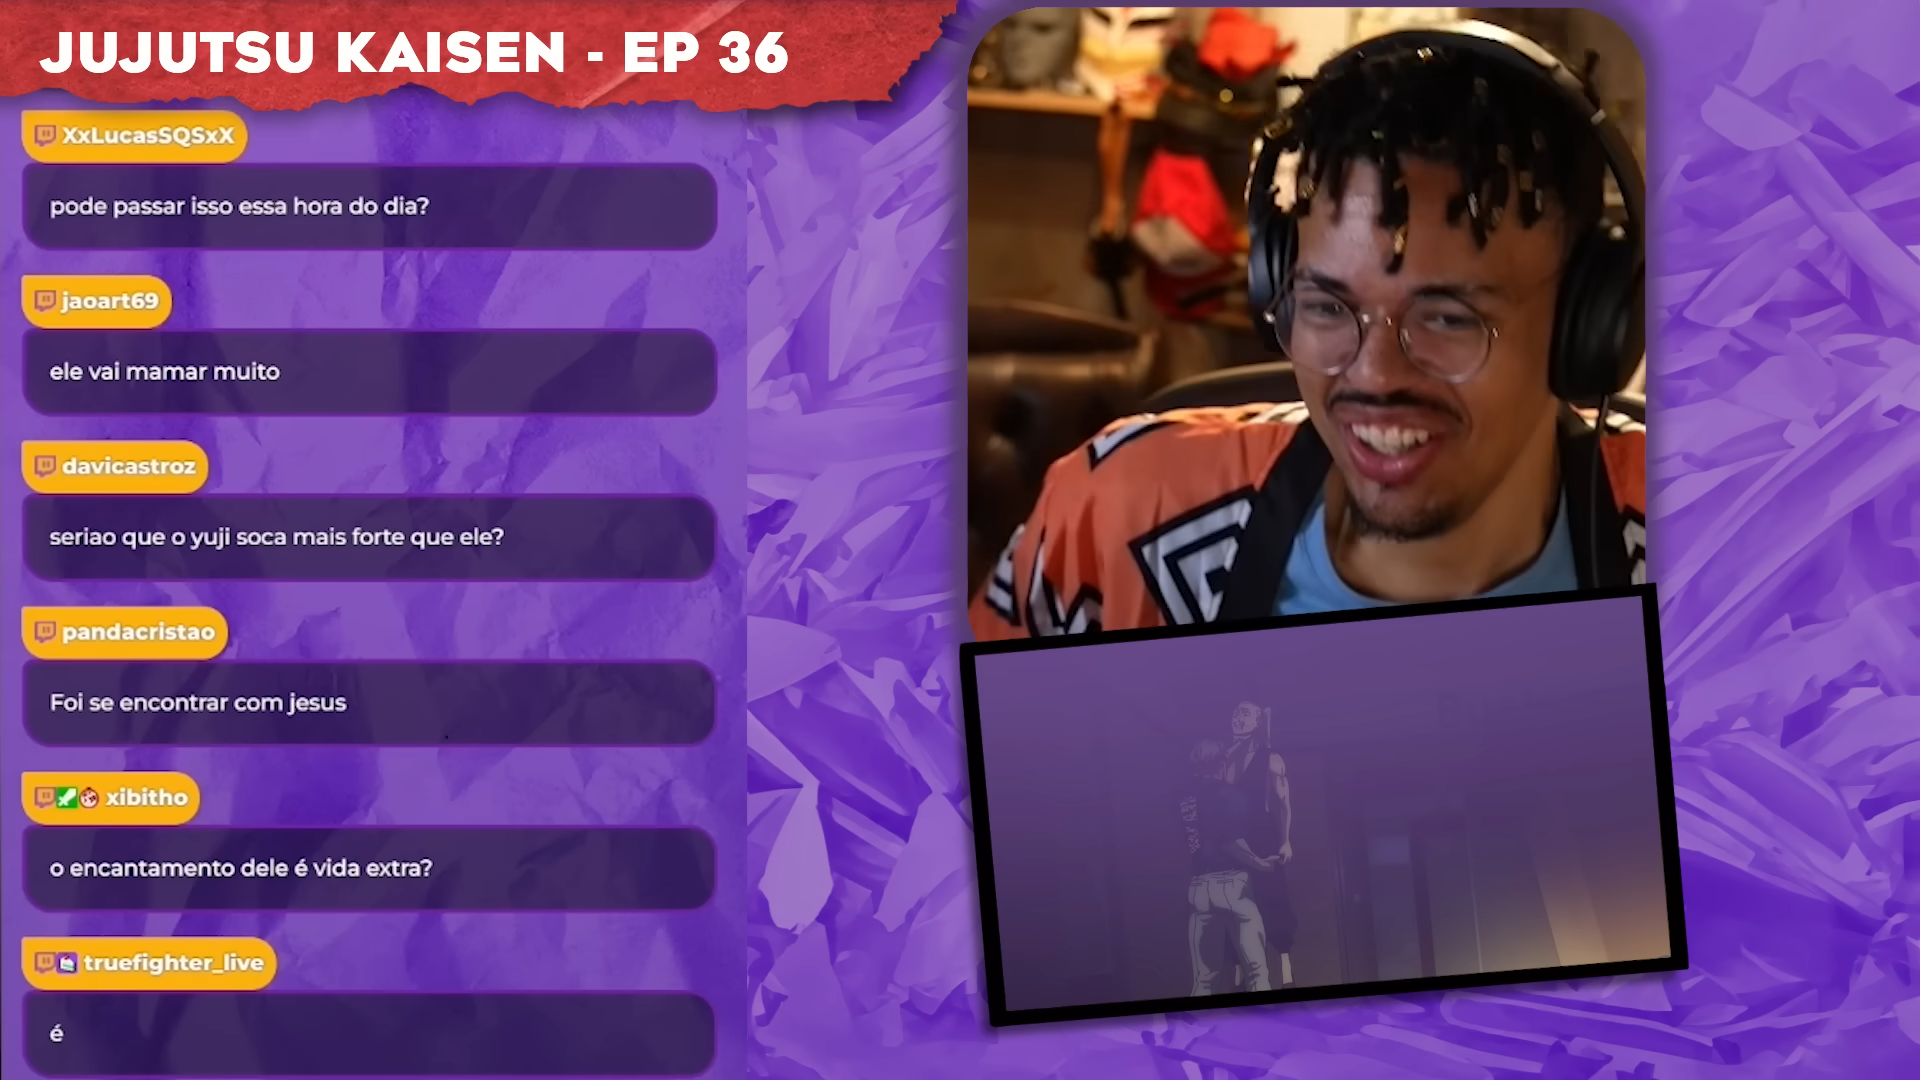 JUJUTSU KAISEN - EP 36
XxLucasSQSxX
pode passar isso essa hora do dia?
jaoart69
ele vai mamar muito
davicastroz
seriao que o yuji soca mais forte que ele?
pandacristao
Foi se encontrar com jesus
xibitho
o encantamento dele é vida extra?
truefighter_live
é